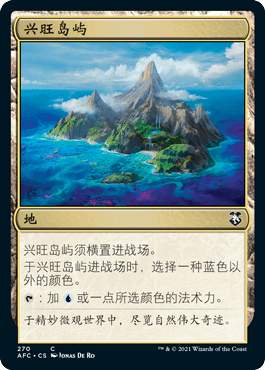 兴旺岛屿
地
兴旺岛屿须横置进战场。
于兴旺岛屿进战场时，选择一种蓝色以
外的颜色。
：加或一点所选颜色的法术力。
于精妙微观世界中，尽览自然伟大奇迹。
270 C
AFC • CS JONAS DE RO
™ & © 2021 Wizards of the Coast